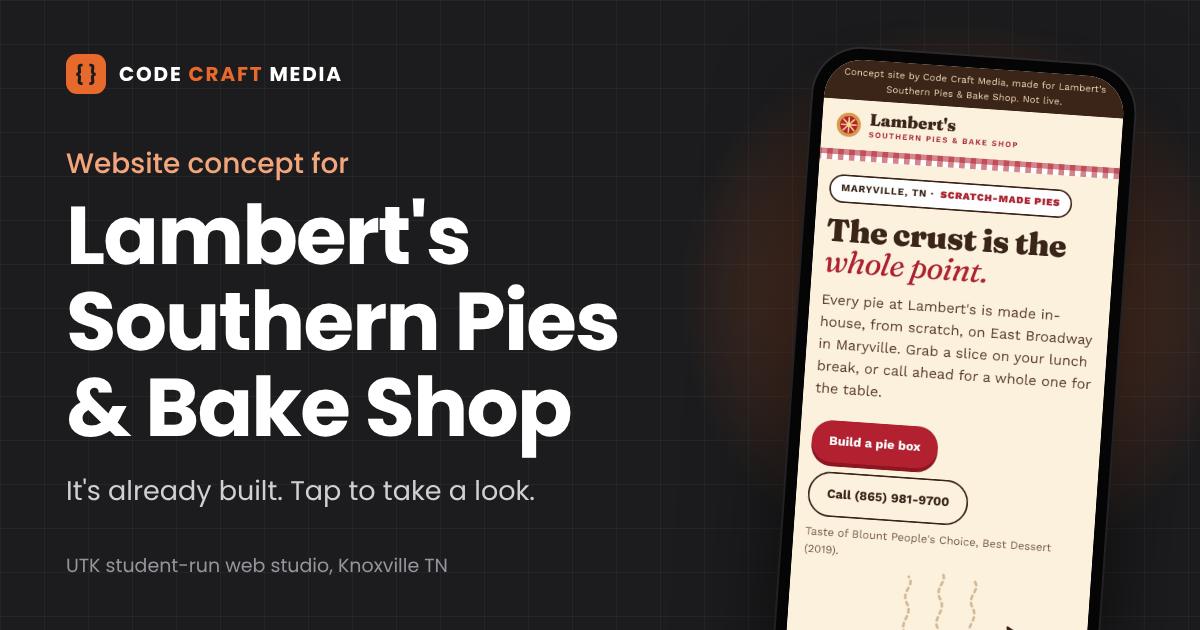 { } CODE CRAFT MEDIA
Website concept for
Lambert's
Southern Pies
& Bake Shop
It's already built. Tap to take a look.
UTK student-run web studio, Knoxville TN
Concept site by Code Craft Media, made for Lambert's
Southern Pies & Bake Shop. Not live.
Lambert's
SOUTHERN PIES & BAKE SHOP
MARYVILLE, TN · SCRATCH-MADE PIES
The crust is the
whole point.
Every pie at Lambert's is made in-
house, from scratch, on East Broadway
in Maryville. Grab a slice on your lunch
break, or call ahead for a whole one for
the table.
Build a pie box
Call (865) 981-9700
Taste of Blount People's Choice, Best Dessert
(2019).